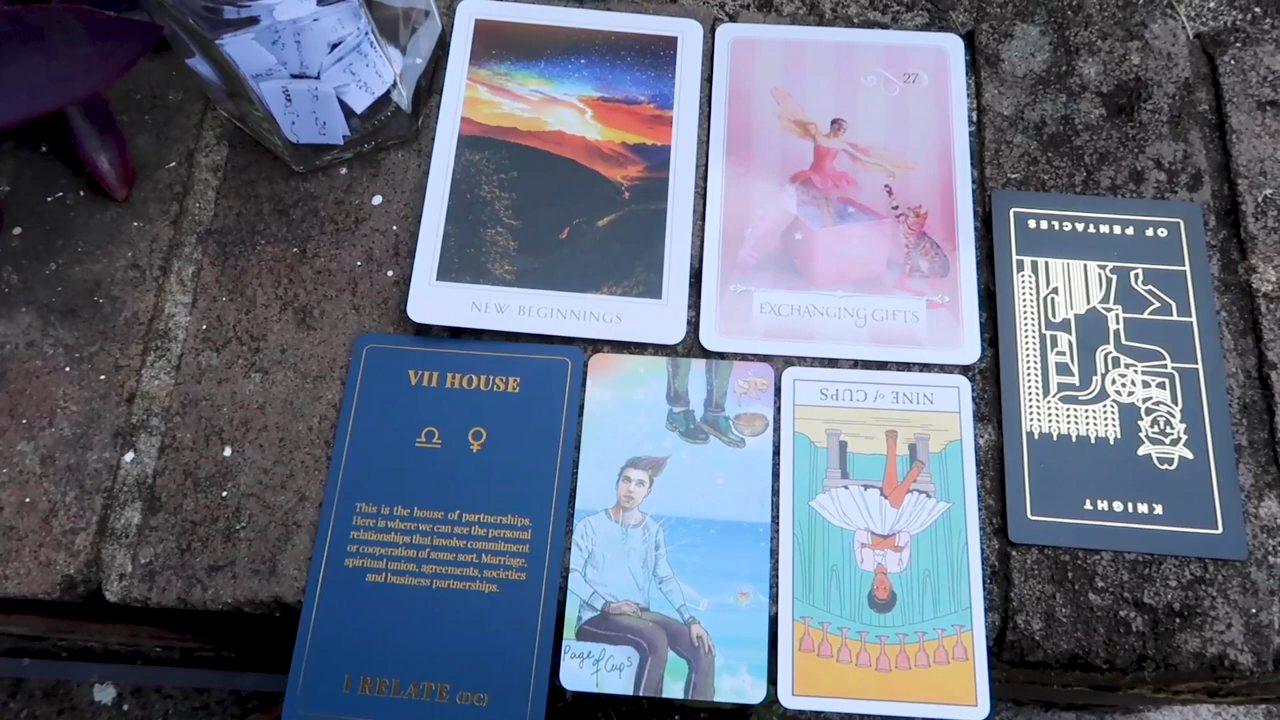 NEW BEGINNINGS
27
EXCHANGING GIFTS
OF PENTACLES
KNIGHT
VII HOUSE
This is the house of partnerships.
Here is where we can see the personal
relationships that involve commitment
or cooperation of some sort. Marriage,
spiritual union, agreements, societies
and business partnerships.
I RELATE (DC)
Page of Cups
NINE of CUPS